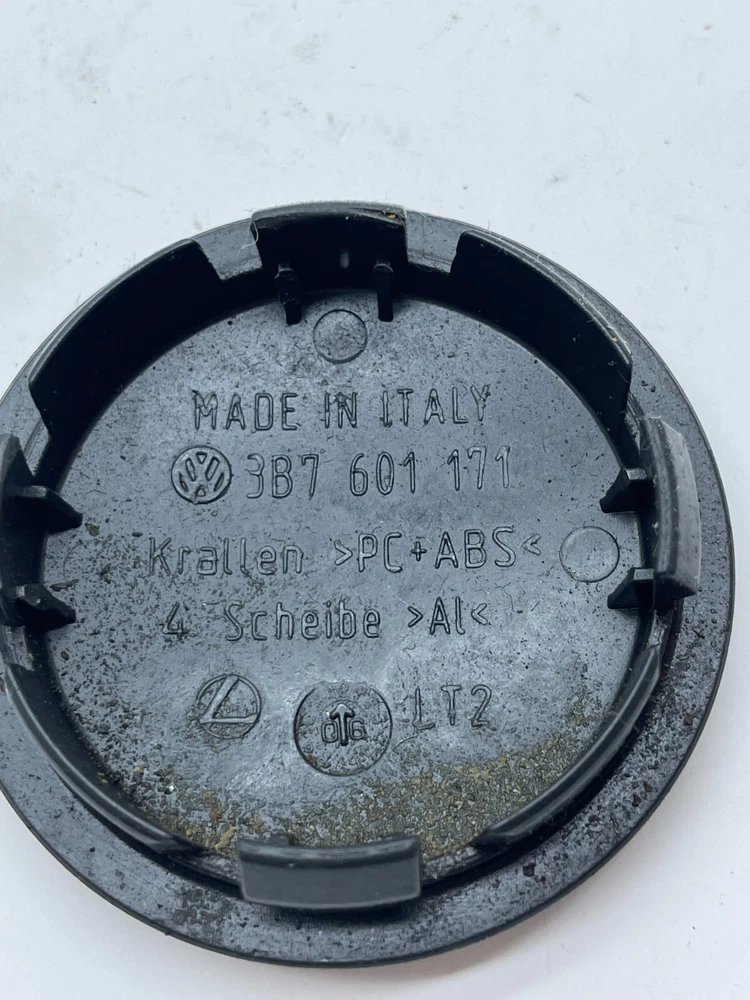 MADE IN ITALY
3B7 601 171
Krallen >PC+ABS<
4 Scheibe >Al<
LT2